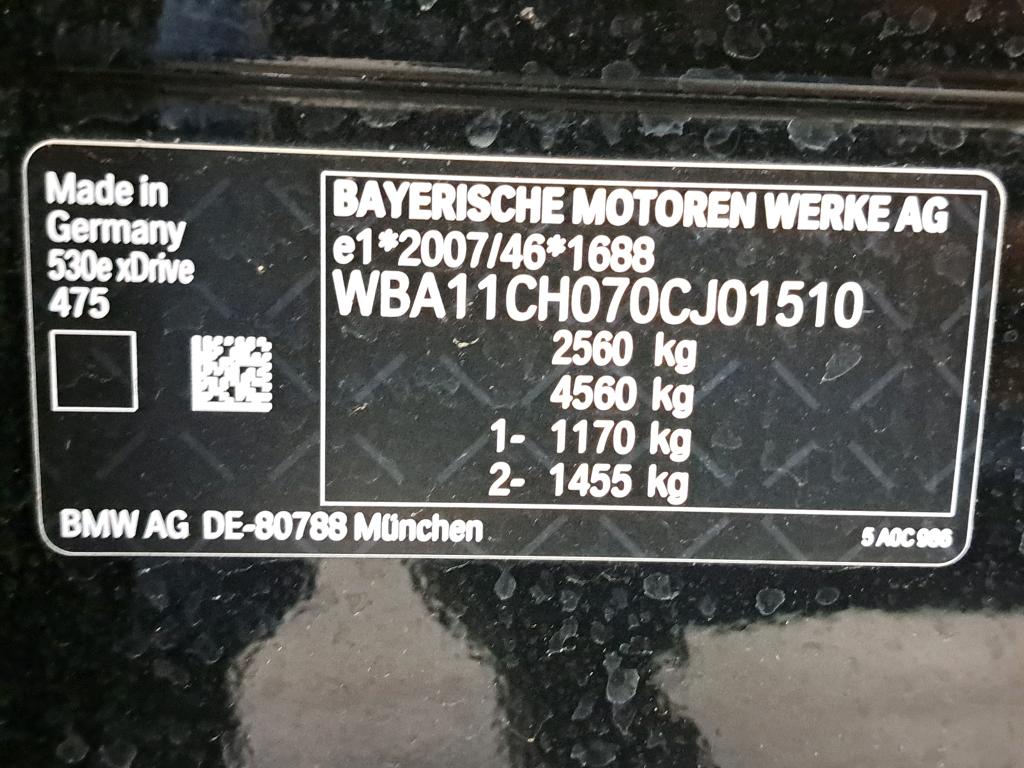 Made in
Germany
530e xDrive
475
BAYERISCHE MOTOREN WERKE AG
e1*2007/46*1688
WBA11CH070CJ01510
2560 kg
4560 kg
1- 1170 kg
2- 1455 kg
BMW AG DE-80788 München
5 A0C 986